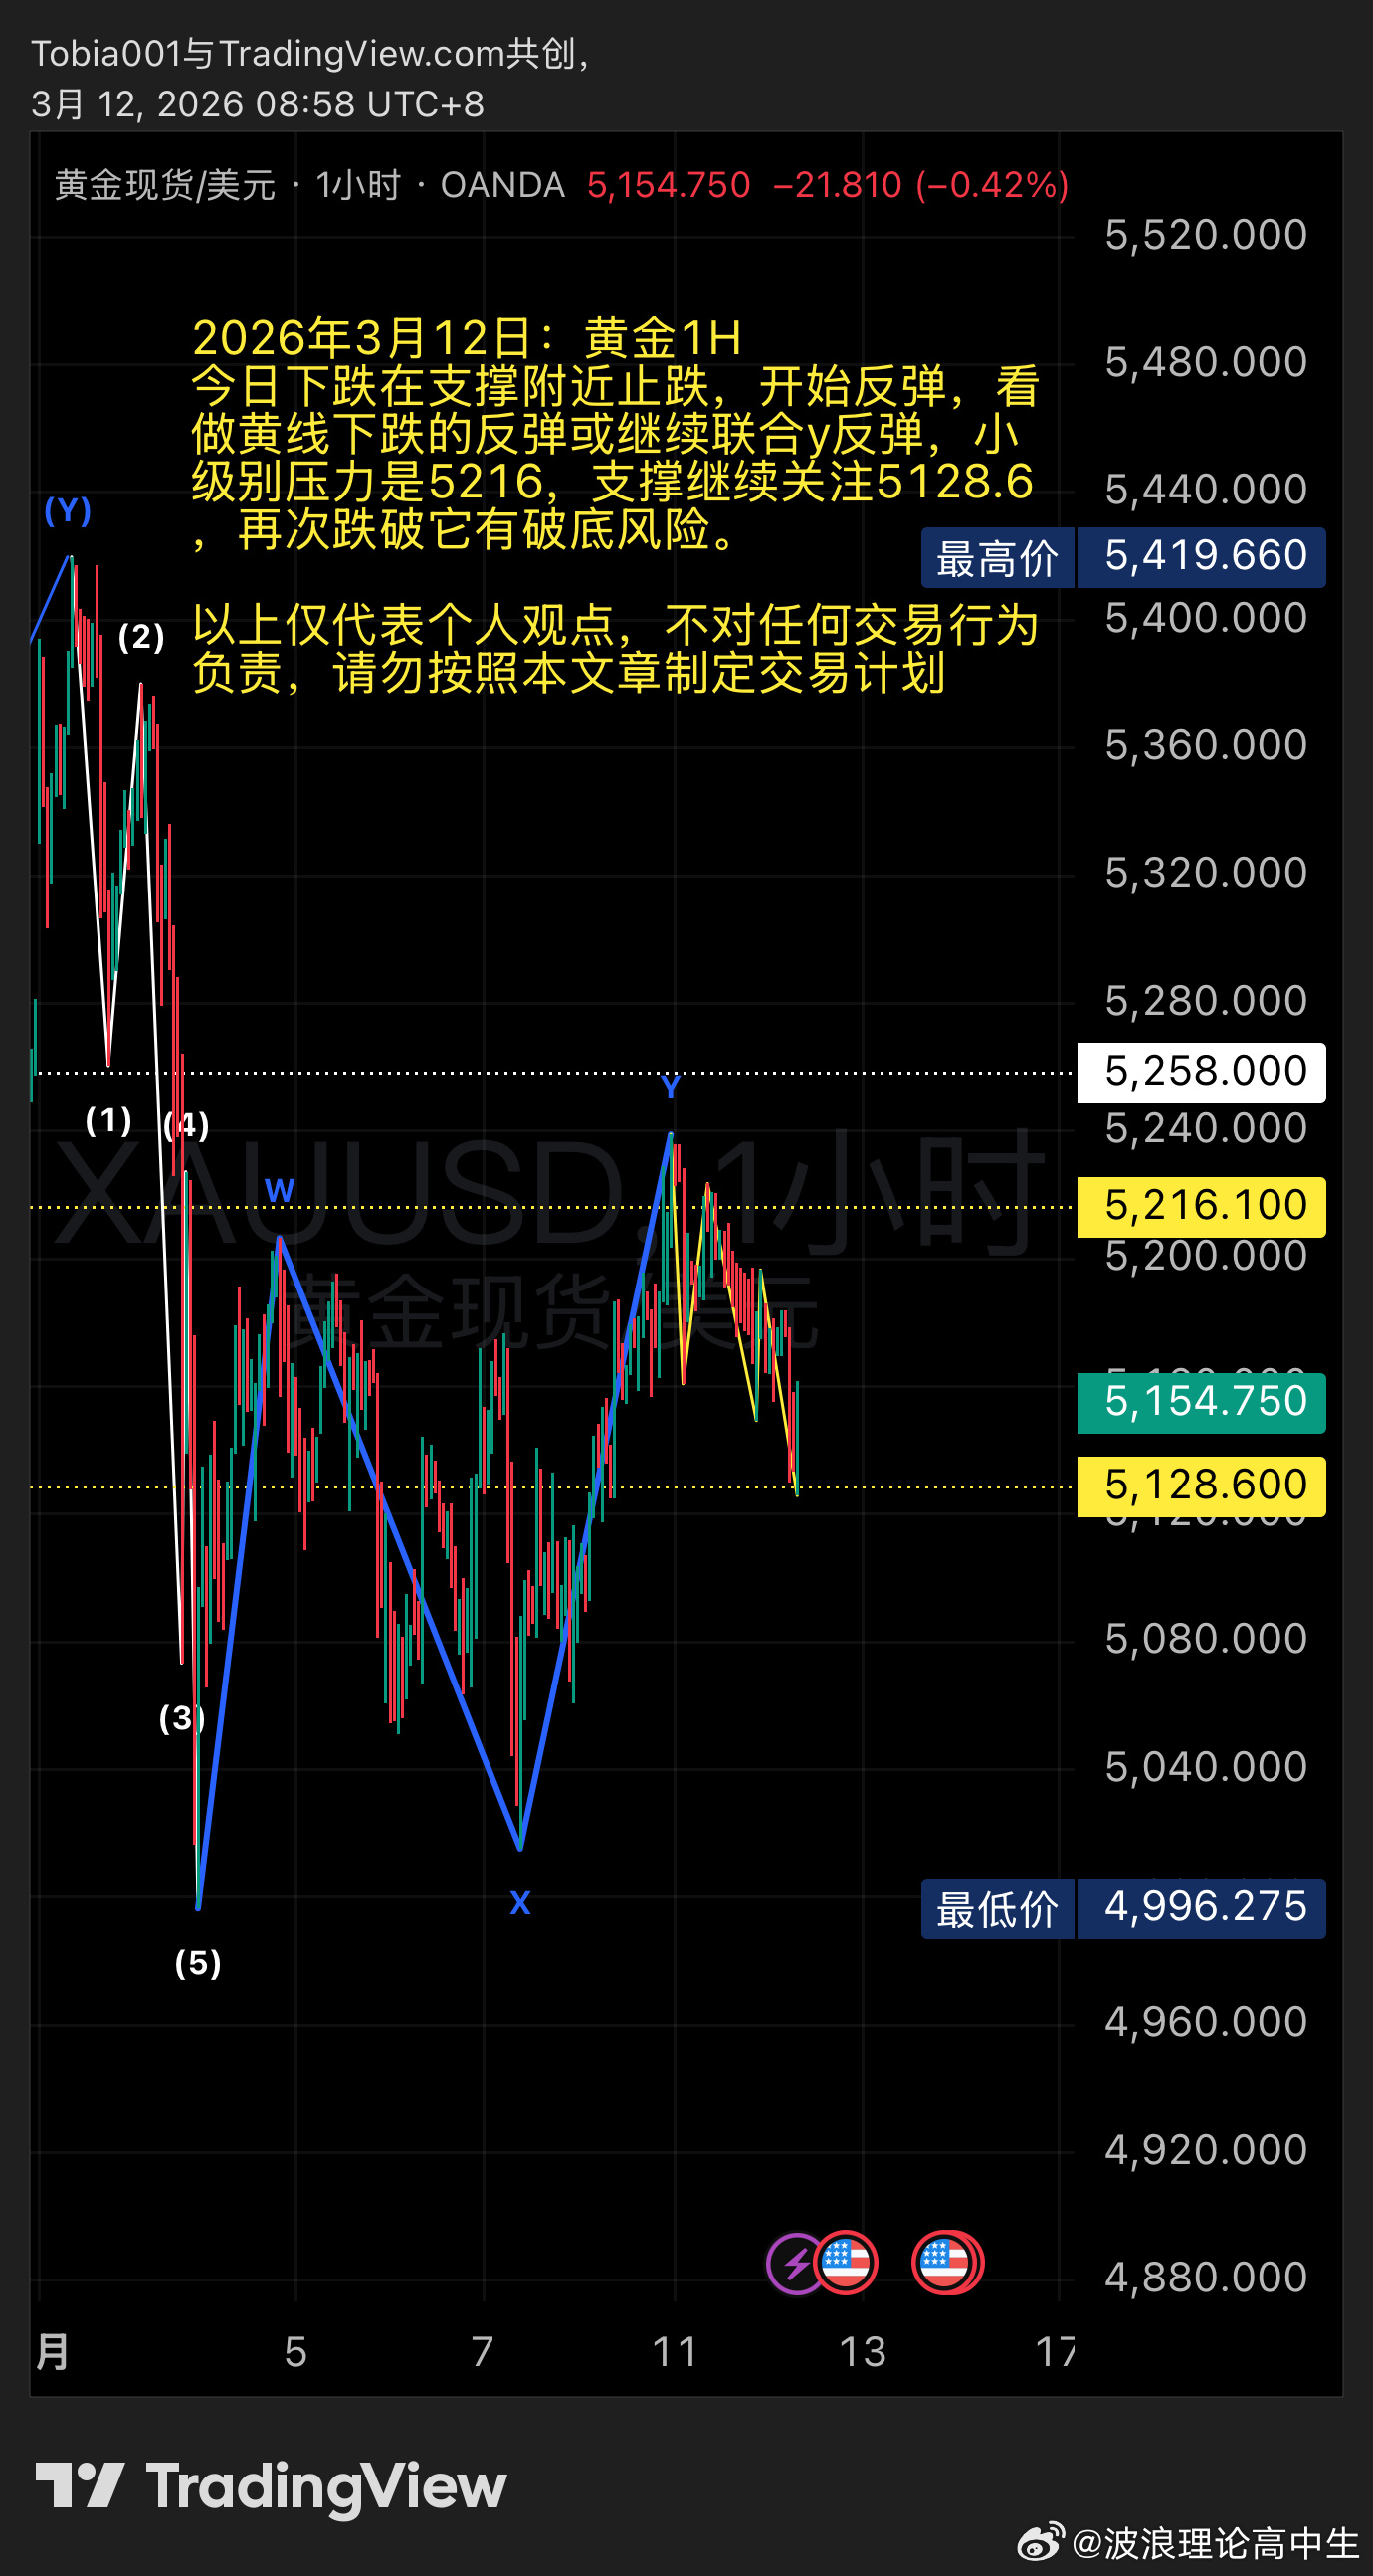 Tobia001与TradingView.com共创，
3月 12, 2026 08:58 UTC+8
黄金现货/美元 · 1小时 · OANDA 5,154.750 −21.810 (−0.42%)
5,520.000
2026年3月12日：黄金1H
今日下跌在支撑附近止跌，开始反弹，看
做黄线下跌的反弹或继续联合y反弹，小
级别压力是5216，支撑继续关注5128.6
，再次跌破它有破底风险。
以上仅代表个人观点，不对任何交易行为
负责，请勿按照本文章制定交易计划
5,480.000
5,440.000
(Y)
最高价 5,419.660
5,400.000
(2)
5,360.000
5,320.000
5,280.000
5,258.000
Y
(1) (4)
5,240.000
XAUUSD, 1小时
W
5,216.100
5,200.000
黄金现货/美元
5,154.750
5,128.600
5,120.000
5,080.000
(3)
5,040.000
X
最低价 4,996.275
(5)
4,960.000
4,920.000
4,880.000
月 5 7 11 13 17
TradingView
@波浪理论高中生